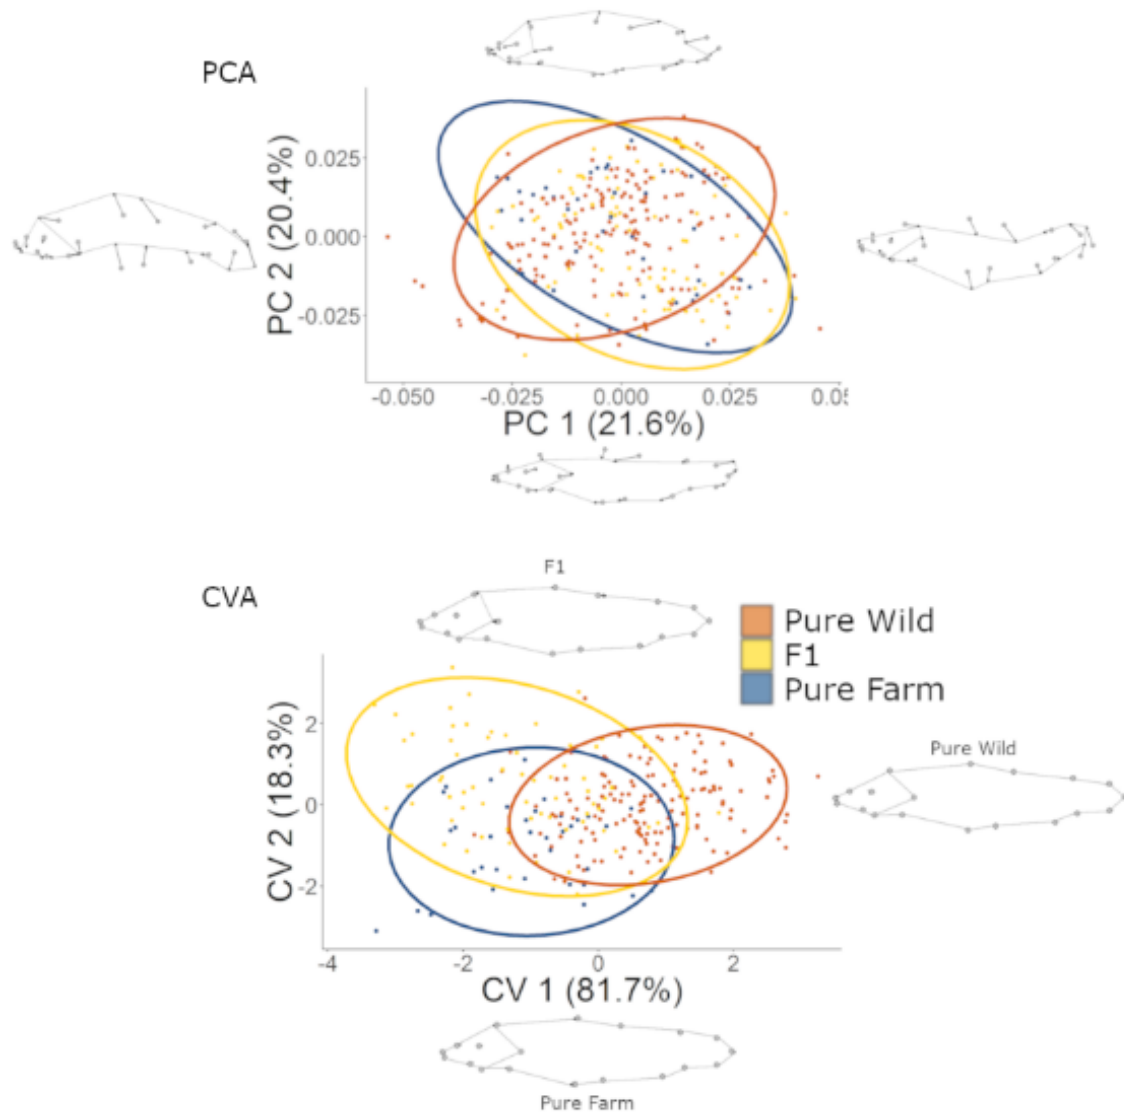 PCA
PC 2 (20.4%)
0.025
0.000
-0.025
-0.050
-0.025
0.000
0.025
PC 1 (21.6%)
F1
CVA
Pure Wild
F1
Pure Farm
CV 2 (18.3%)
2
0
-2
Pure Wild
-4
-2
0
2
CV 1 (81.7%)
Pure Farm